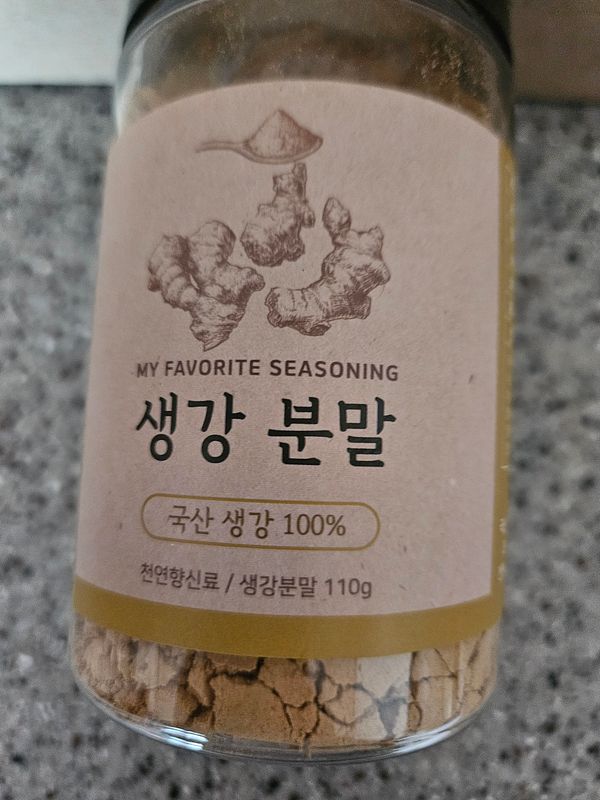 MY FAVORITE SEASONING
생강 분말
국산 생강 100%
천연향신료 / 생강분말 110g